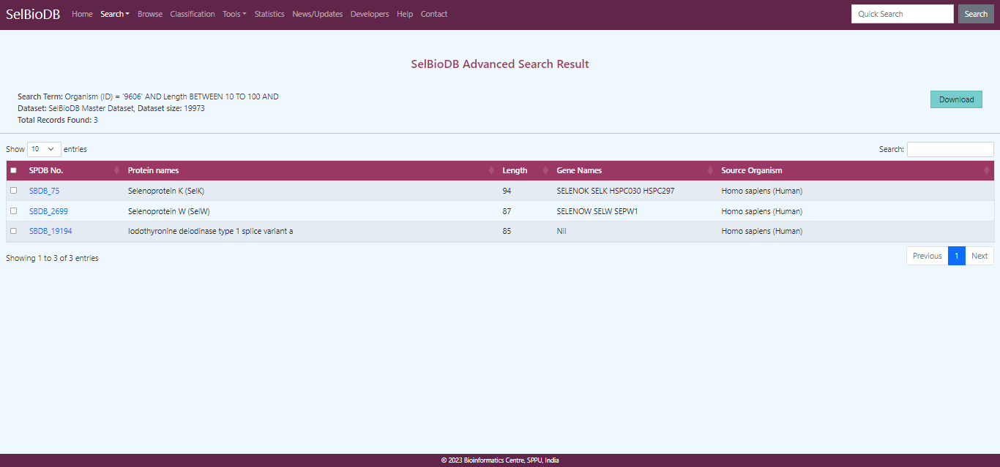 SelBioDB Home Search Browse Classification Tools Statistics News/Updates Developers Help Contact Quick Search Search
SelBioDB Advanced Search Result
Search Term: Organism (ID) = '9606' AND Length BETWEEN 10 TO 100 AND
Dataset: SelBioDB Master Dataset, Dataset size: 19973
Total Records Found: 3
Download
Show 10 entries Search:
SPDB No. Protein names Length Gene Names Source Organism
SBDB_75 Selenoprotein K (SelK) 94 SELENOK SELK HSPC030 HSPC297 Homo sapiens (Human)
SBDB_2699 Selenoprotein W (SelW) 87 SELENOW SELW SEPW1 Homo sapiens (Human)
SBDB_19194 Iodothyronine deiodinase type 1 splice variant a 85 Nil Homo sapiens (Human)
Showing 1 to 3 of 3 entries Previous 1 Next
© 2023 Bioinformatics Centre, SPPU, India